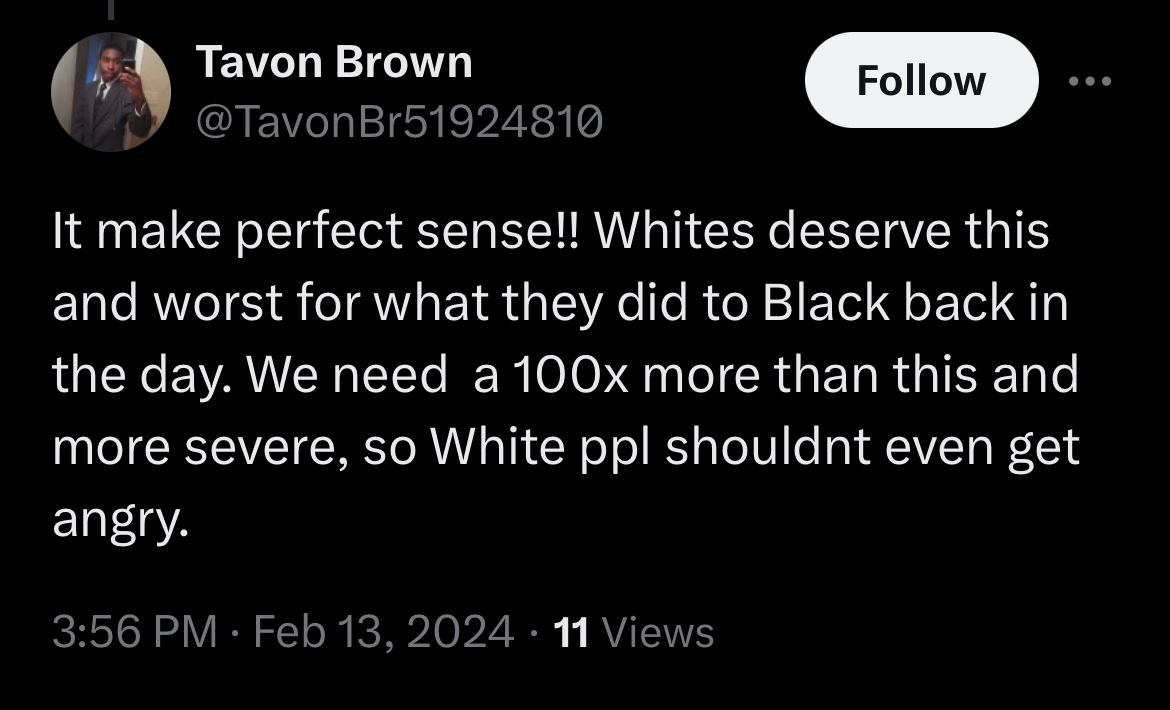 Tavon Brown
Follow
@TavonBr51924810
It make perfect sense!! Whites deserve this
and worst for what they did to Black back in
the day. We need  a 100x more than this and
more severe, so White ppl shouldnt even get
angry.
3:56 PM · Feb 13, 2024 · 11 Views